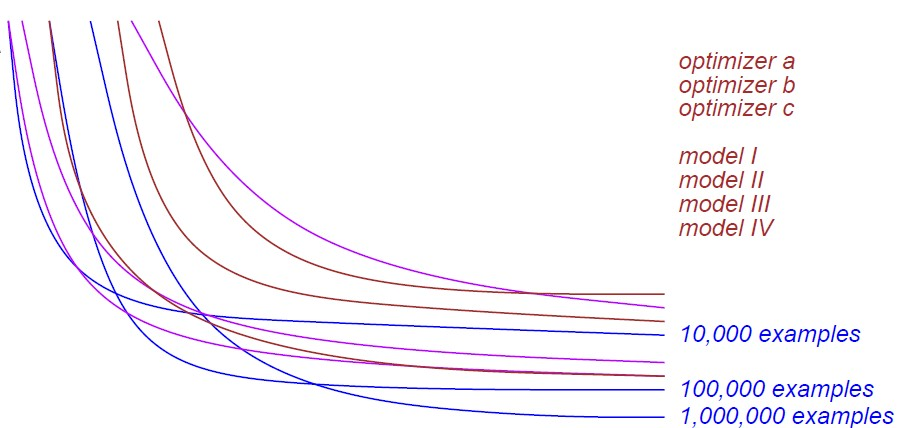 optimizer a
optimizer b
optimizer c
model I
model II
model III
model IV
10,000 examples
100,000 examples
1,000,000 examples